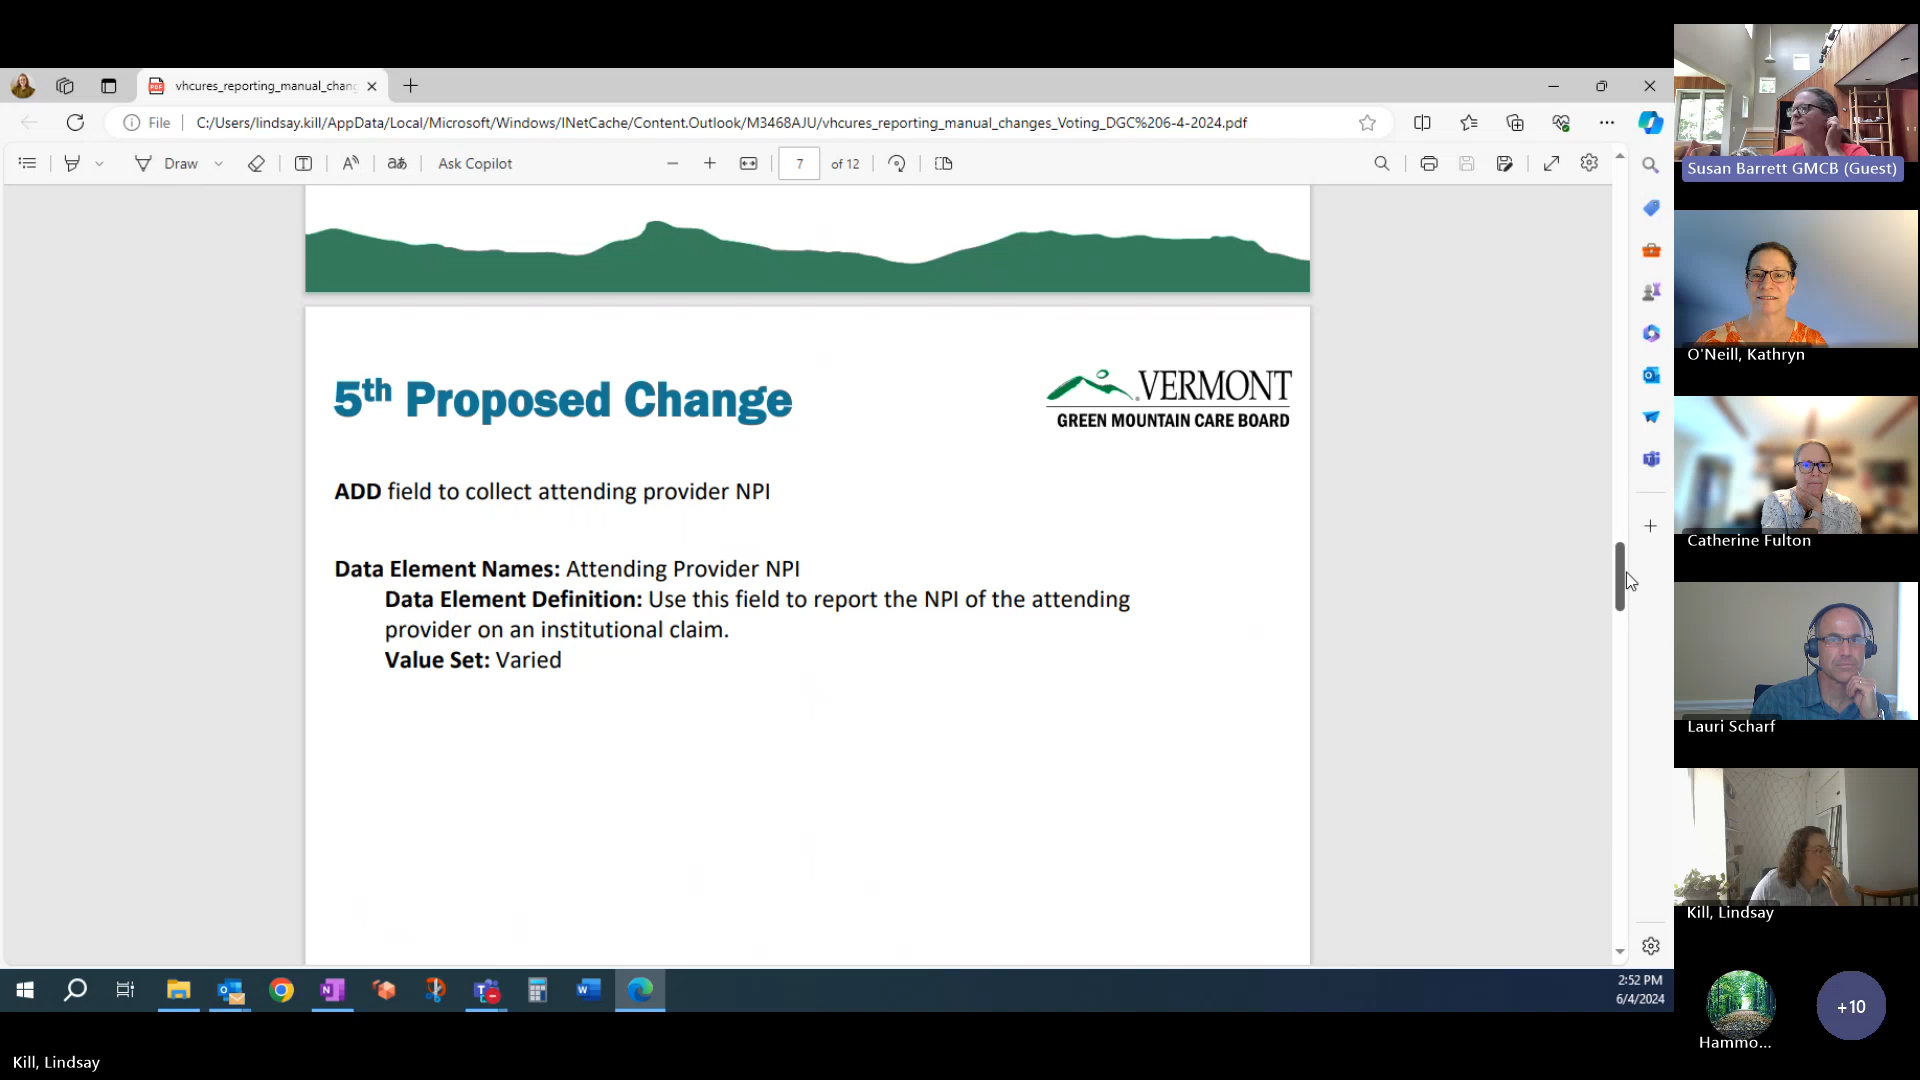 vhcures_reporting_manual_chan
File
C:/Users/lindsay.kill/AppData/Local/Microsoft/Windows/INetCache/Content.Outlook/M3468AJU/vhcures_reporting_manual_changes_Voting_DGC%206-4-2024.pdf
Draw
Ask Copilot
7 of 12
5th Proposed Change
VERMONT
GREEN MOUNTAIN CARE BOARD
ADD field to collect attending provider NPI
Data Element Names: Attending Provider NPI
Data Element Definition: Use this field to report the NPI of the attending
provider on an institutional claim.
Value Set: Varied
Susan Barrett GMCB (Guest)
O'Neill, Kathryn
Catherine Fulton
Lauri Scharf
Kill, Lindsay
Hammo...
+10
2:52 PM
6/4/2024
Kill, Lindsay